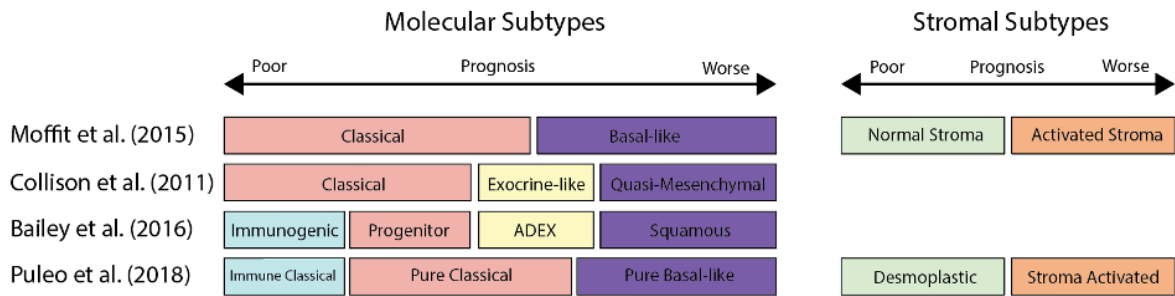 Molecular Subtypes Stromal Subtypes
Poor Prognosis Worse Poor Prognosis Worse
Moffit et al. (2015) Classical Basal-like Normal Stroma Activated Stroma
Collison et al. (2011) Classical Exocrine-like Quasi-Mesenchymal
Bailey et al. (2016) Immunogenic Progenitor ADEX Squamous
Puleo et al. (2018) Immune Classical Pure Classical Pure Basal-like Desmoplastic Stroma Activated